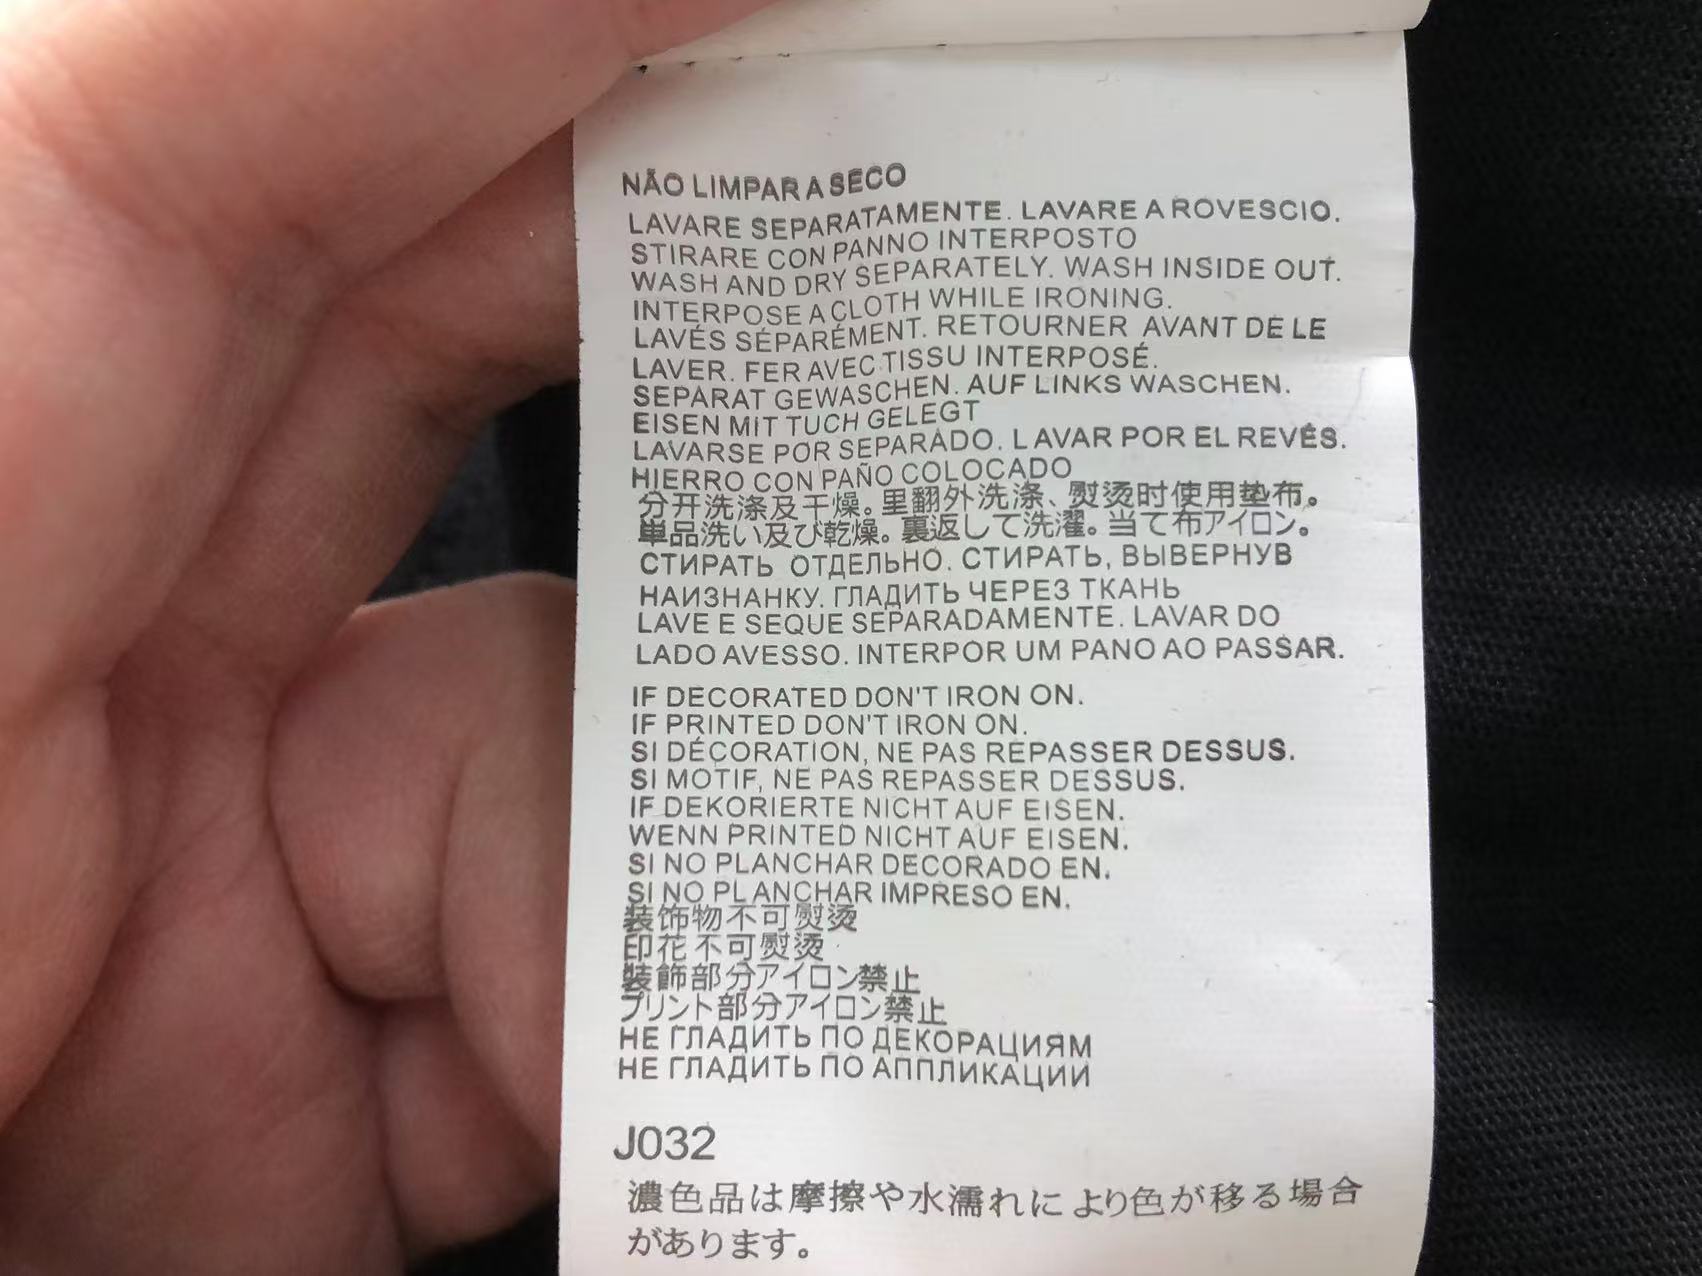 NÃO LIMPAR A SECO
LAVARE SEPARATAMENTE. LAVARE A ROVESCIO.
STIRARE CON PANNO INTERPOSTO
WASH AND DRY SEPARATELY. WASH INSIDE OUT.
INTERPOSE A CLOTH WHILE IRONING.
LAVÉS SÉPARÉMENT. RETOURNER AVANT DE LE
LAVER. FER AVEC TISSU INTERPOSÉ.
SEPARAT GEWASCHEN. AUF LINKS WASCHEN.
EISEN MIT TUCH GELEGT
LAVARSE POR SEPARADO. LAVAR POR EL REVÉS.
HIERRO CON PAÑO COLOCADO
分开洗涤及干燥。里翻外洗涤、熨烫时使用垫布。
単品洗い及び乾燥。裏返して洗濯。当て布アイロン。
СТИРАТЬ ОТДЕЛЬНО. СТИРАТЬ, ВЫВЕРНУВ
НАИЗНАНКУ. ГЛАДИТЬ ЧЕРЕЗ ТКАНЬ
LAVE E SEQUE SEPARADAMENTE. LAVAR DO
LADO AVESSO. INTERPOR UM PANO AO PASSAR.
IF DECORATED DON'T IRON ON.
IF PRINTED DON'T IRON ON.
SI DÉCORATION, NE PAS REPASSER DESSUS.
SI MOTIF, NE PAS REPASSER DESSUS.
IF DEKORIERTE NICHT AUF EISEN.
WENN PRINTED NICHT AUF EISEN.
SI NO PLANCHAR DECORADO EN.
SI NO PLANCHAR IMPRESO EN.
装饰物不可熨烫
印花不可熨烫
装飾部分アイロン禁止
プリント部分アイロン禁止
НЕ ГЛАДИТЬ ПО ДЕКОРАЦИЯМ
НЕ ГЛАДИТЬ ПО АППЛИКАЦИИ
J032
濃色品は摩擦や水濡れにより色が移る場合
があります。